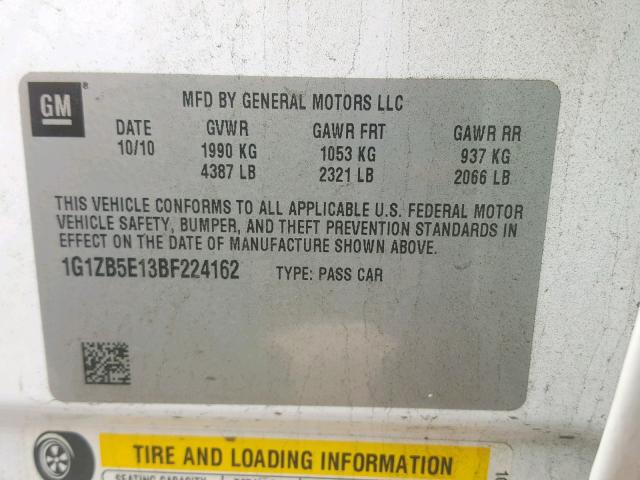 GM®
MFD BY GENERAL MOTORS LLC
DATE GVWR GAWR FRT GAWR RR
10/10 1990 KG 1053 KG 937 KG
4387 LB 2321 LB 2066 LB
THIS VEHICLE CONFORMS TO ALL APPLICABLE U.S. FEDERAL MOTOR
VEHICLE SAFETY, BUMPER, AND THEFT PREVENTION STANDARDS IN
EFFECT ON THE DATE OF MANUFACTURE SHOWN ABOVE.
1G1ZB5E13BF224162 TYPE: PASS CAR
TIRE AND LOADING INFORMATION
SEATING CAPACITY